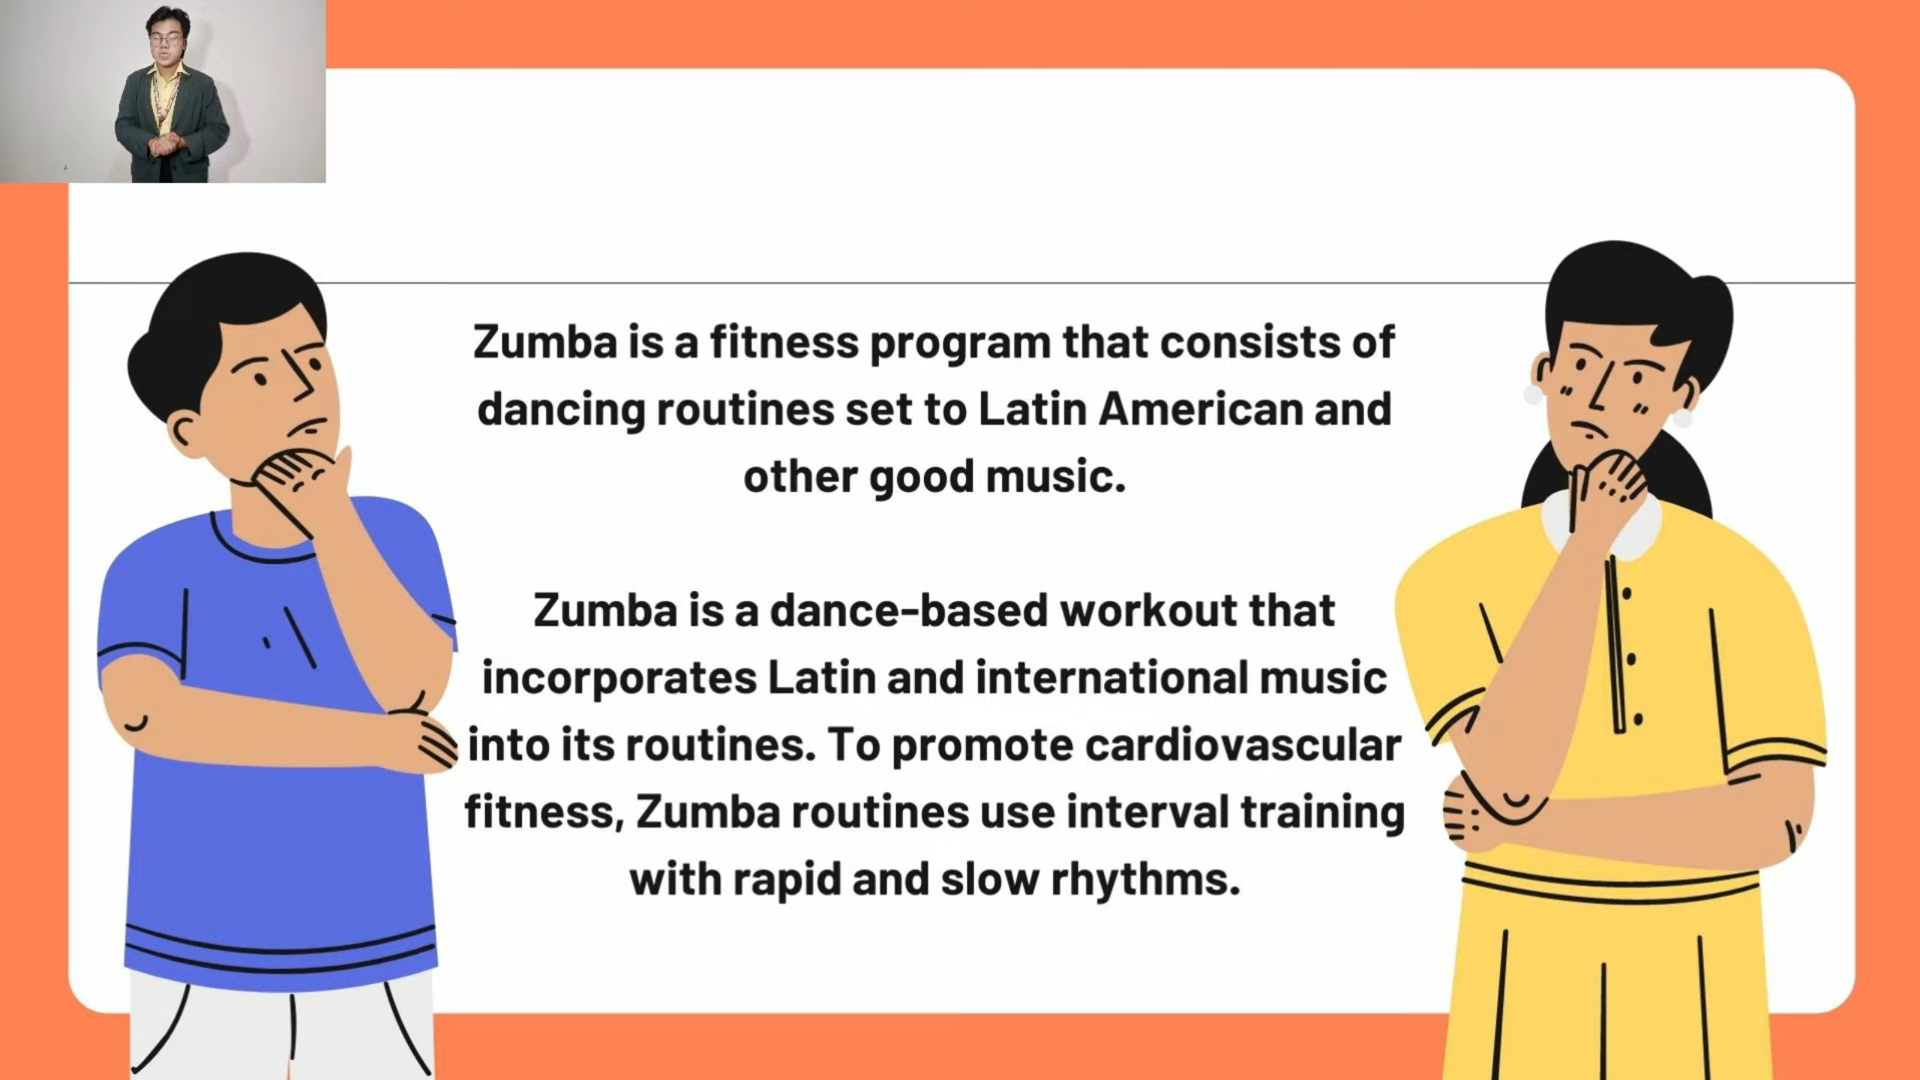 Zumba is a fitness program that consists of
dancing routines set to Latin American and
other good music.
Zumba is a dance-based workout that
incorporates Latin and international music
into its routines. To promote cardiovascular
fitness, Zumba routines use interval training
with rapid and slow rhythms.